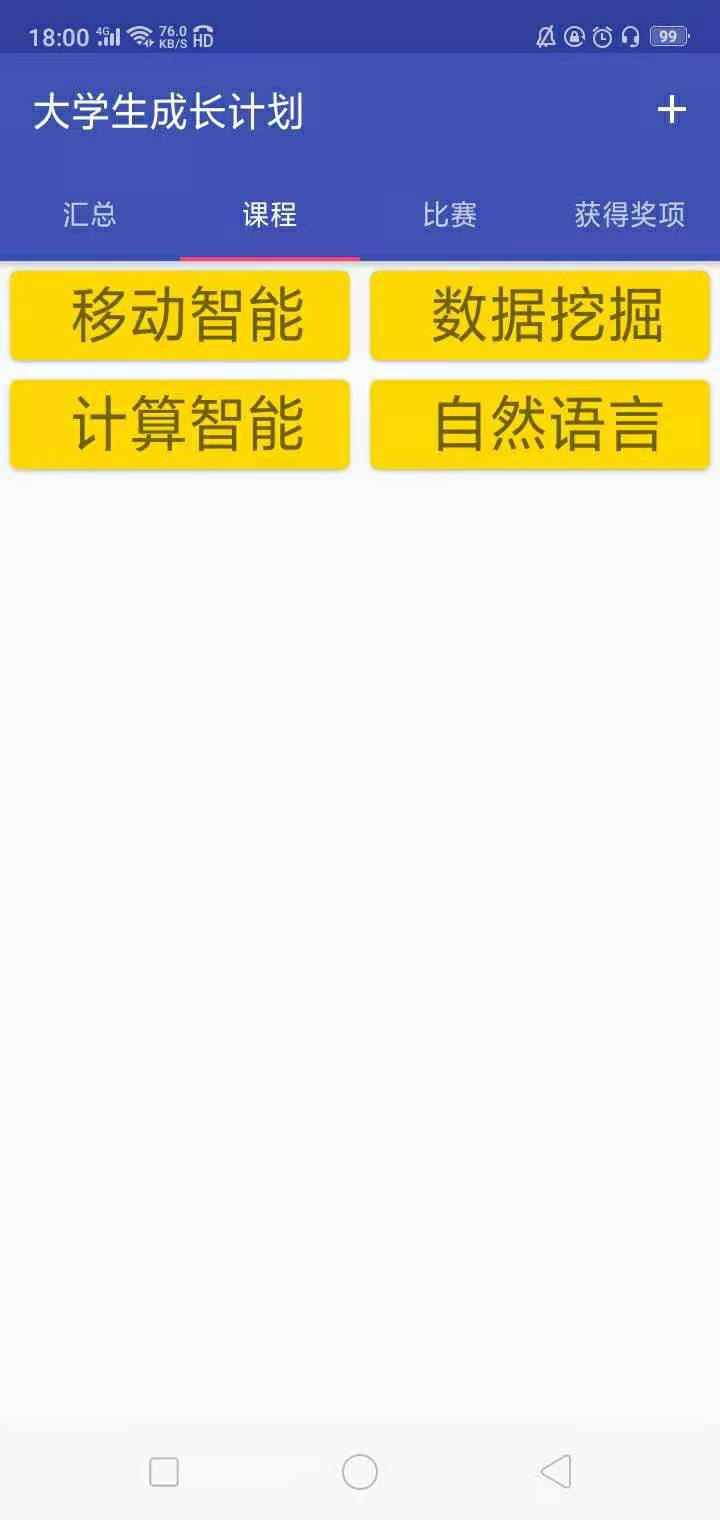 18:00 4G 76.0 KB/S HD 99
大学生成长计划 +
汇总 课程 比赛 获得奖项
移动智能 数据挖掘
计算智能 自然语言